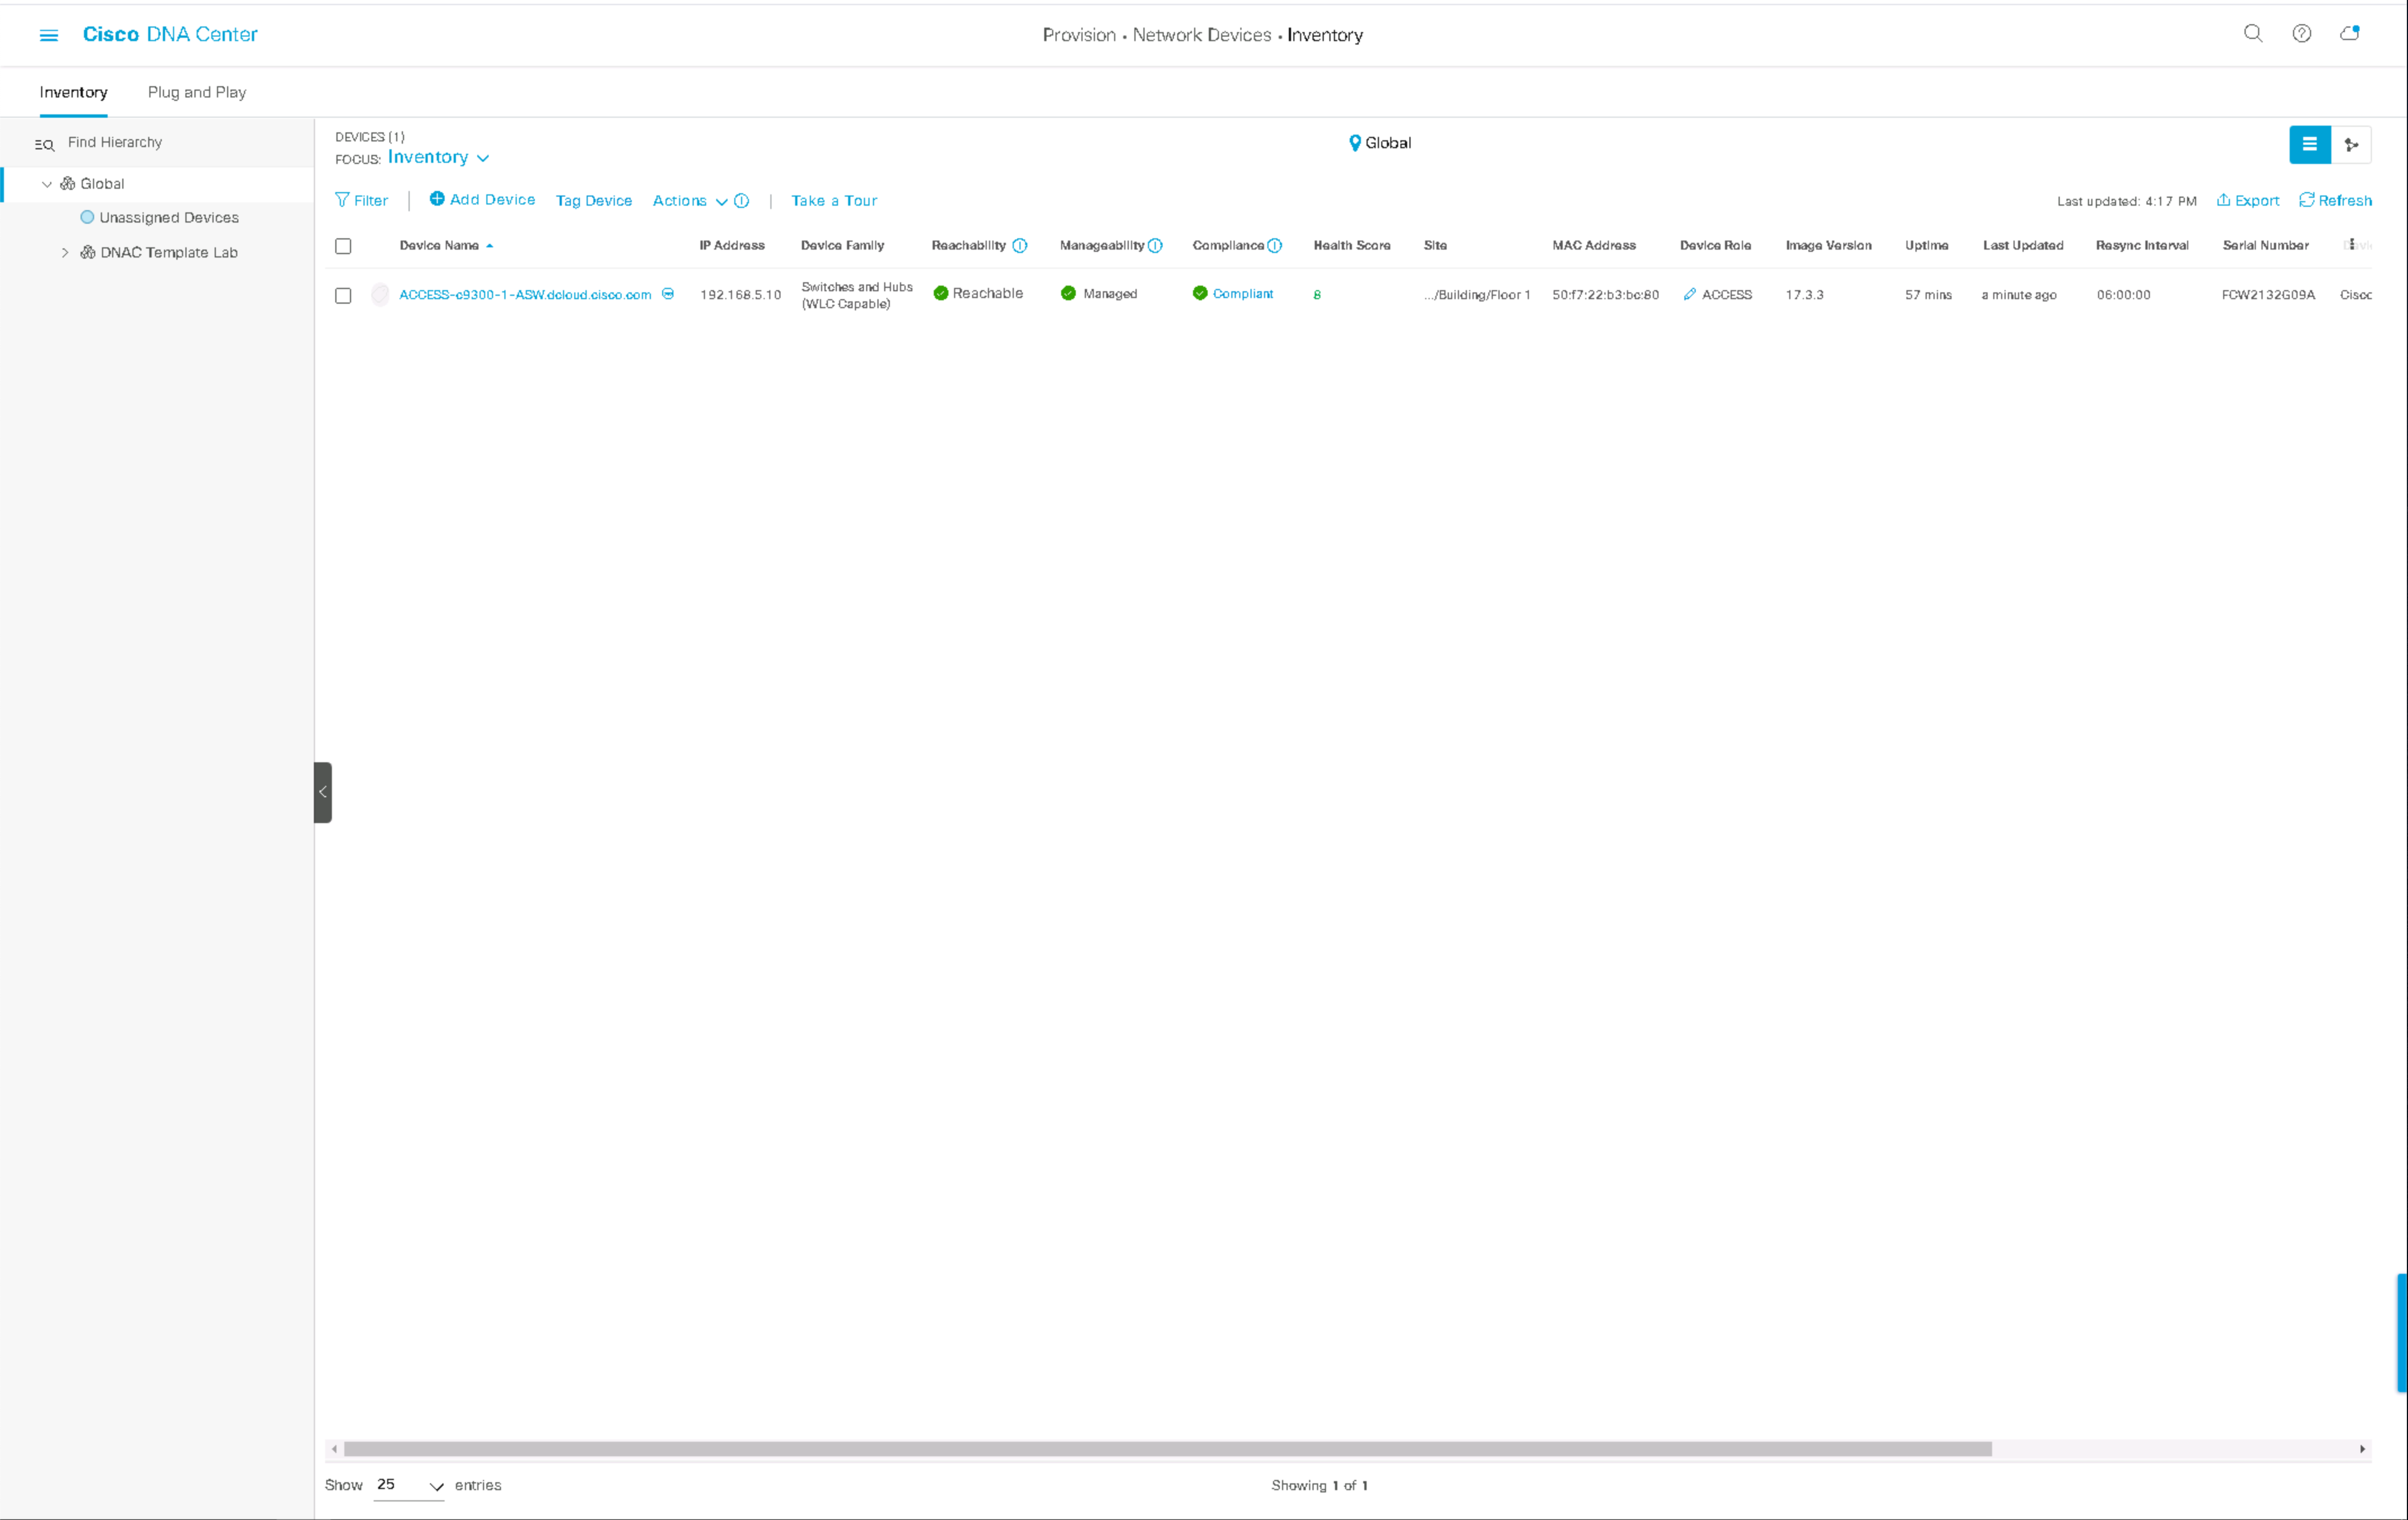 Cisco DNA Center
Provision • Network Devices • Inventory
Inventory Plug and Play
Find Hierarchy
Global
Unassigned Devices
DNAC Template Lab
DEVICES (1)
FOCUS: Inventory
Global
Filter | Add Device Tag Device Actions | Take a Tour
Last updated: 4:17 PM Export Refresh
Device Name IP Address Device Family Reachability Manageability Compliance Health Score Site MAC Address Device Role Image Version Uptime Last Updated Resync Interval Serial Number
ACCESS-c9300-1-ASW.dcloud.cisco.com 192.168.5.10 Switches and Hubs (WLC Capable) Reachable Managed Compliant 8 .../Building/Floor 1 50:f7:22:b3:bc:80 ACCESS 17.3.3 57 mins a minute ago 06:00:00 FCW2132G09A Cisc
Show 25 entries
Showing 1 of 1